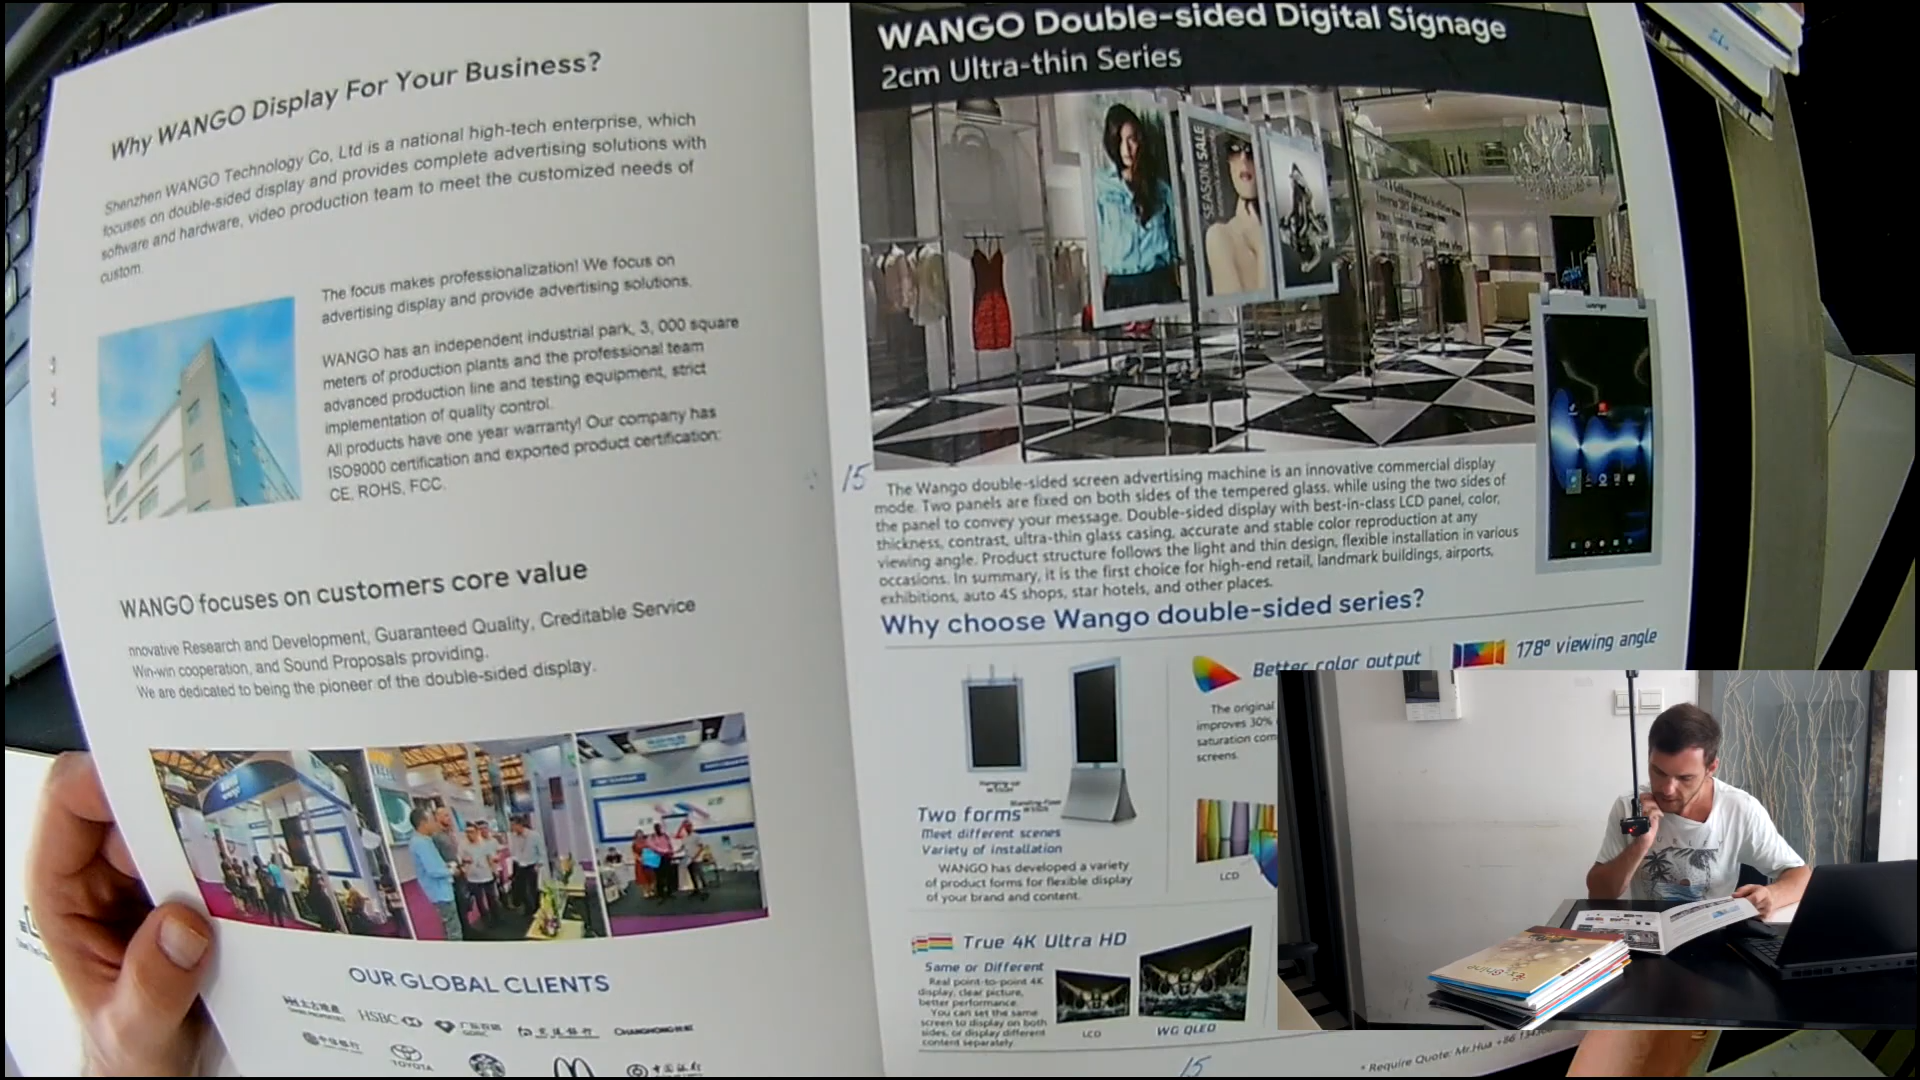 Why WANGO Display For Your Business?
Shenzhen WANGO Technology Co, Ltd is a national high-tech enterprise, which
focuses on double-sided display and provides complete advertising solutions with
software and hardware, video production team to meet the customized needs of
custom.
The focus makes professionalization! We focus on
advertising display and provide advertising solutions.
WANGO has an independent industrial park, 3, 000 square
meters of production plants and the professional team
advanced production line and testing equipment, strict
implementation of quality control.
All products have one year warranty! Our company has
ISO9000 certification and exported product certification:
CE, ROHS, FCC.
WANGO focuses on customers core value
nnovative Research and Development, Guaranteed Quality, Creditable Service
Win-win cooperation, and Sound Proposals providing.
We are dedicated to being the pioneer of the double-sided display.
OUR GLOBAL CLIENTS
HSBC
CHANGHONG
TOYOTA
WANGO Double-sided Digital Signage
2cm Ultra-thin Series
SEASON SALE
15
The Wango double-sided screen advertising machine is an innovative commercial display
mode. Two panels are fixed on both sides of the tempered glass, while using the two sides of
the panel to convey your message. Double-sided display with best-in-class LCD panel, color,
thickness, contrast, ultra-thin glass casing, accurate and stable color reproduction at any
viewing angle. Product structure follows the light and thin design, flexible installation in various
occasions. In summary, it is the first choice for high-end retail, landmark buildings, airports,
exhibitions, auto 4S shops, star hotels, and other places.
Why choose Wango double-sided series?
Two forms
Meet different scenes
Variety of installation
WANGO has developed a variety
of product forms for flexible display
of your brand and content.
Better color output
The original
improves 30%
saturation com
screens.
LCD
178° viewing angle
True 4K Ultra HD
Same or Different
Real point-to-point 4K
display, clear picture,
better performance.
You can set the same
screen to display on both
sides, or display different
content separately.
LCD
WG QLED
15
* Require Quote: Mr.Hua +86